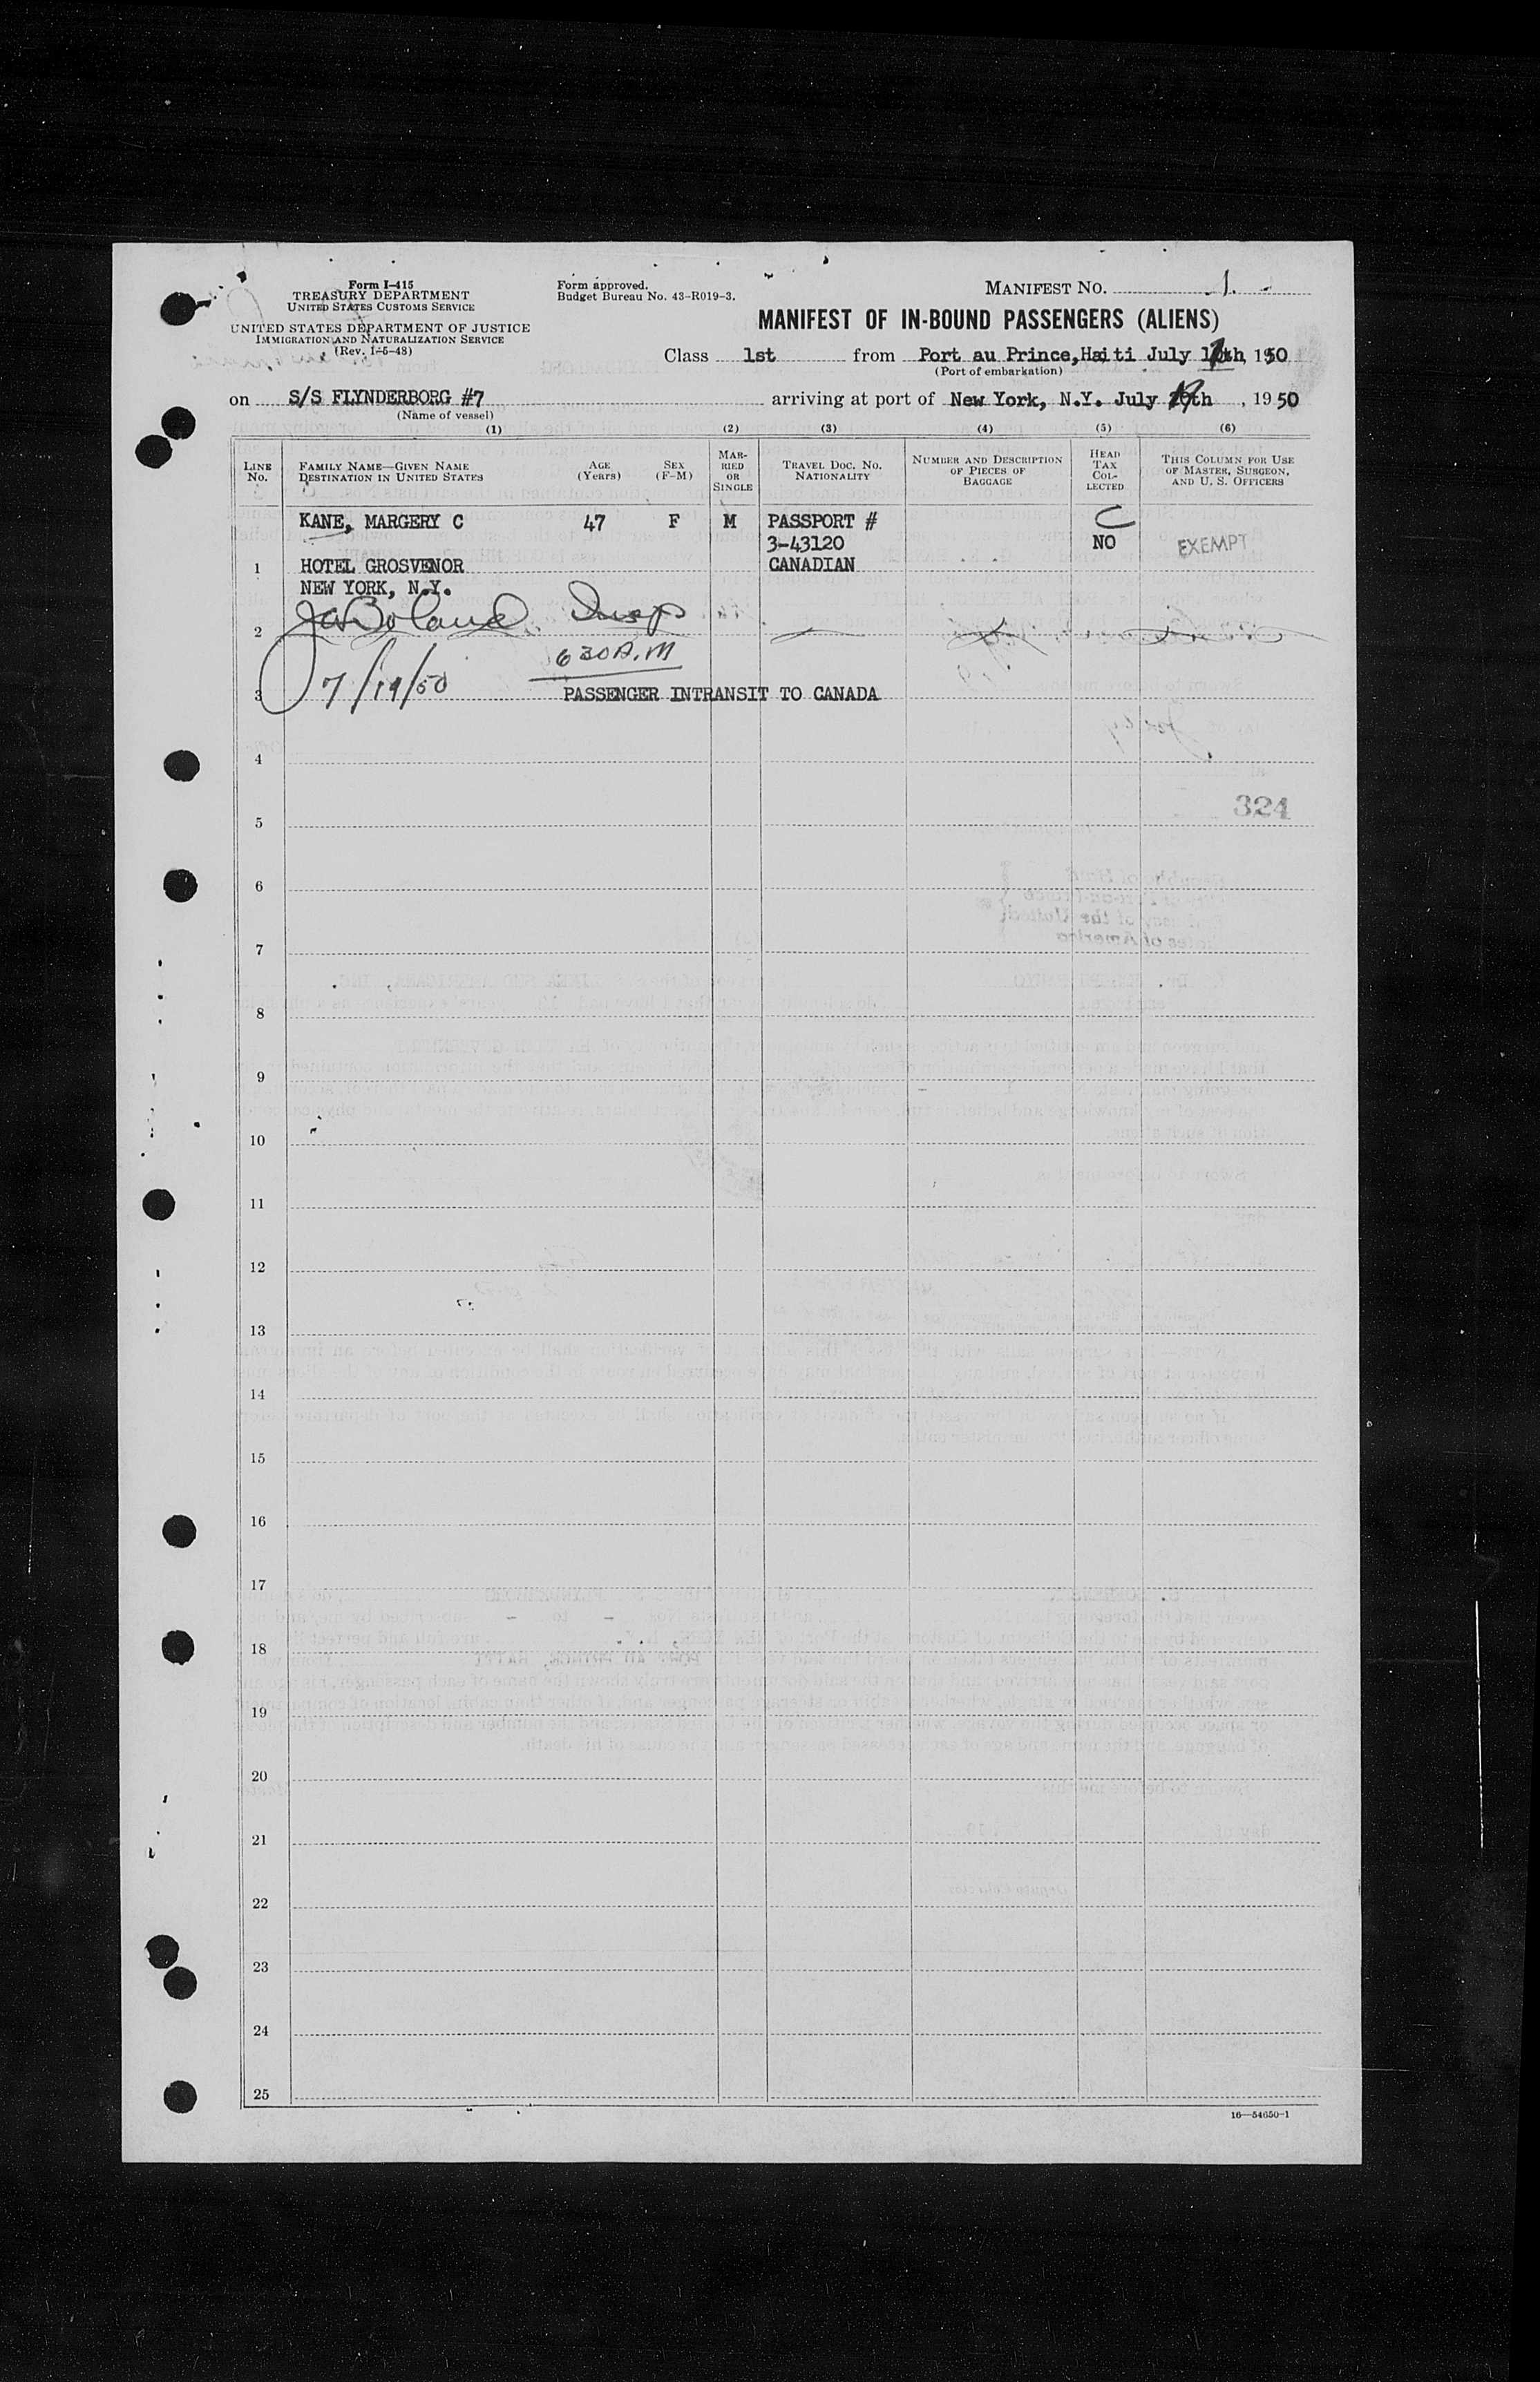 Form I-415
TREASURY DEPARTMENT
UNITED STATES CUSTOMS SERVICE
UNITED STATES DEPARTMENT OF JUSTICE
IMMIGRATION AND NATURALIZATION SERVICE
(Rev. 1-5-48)
Form approved.
Budget Bureau No. 43-R019-3.
MANIFEST NO. 1.
MANIFEST OF IN-BOUND PASSENGERS (ALIENS)
Class 1st from Port au Prince, Haiti July th, 1950
(Port of embarkation)
on S/S FLYNDERBORG #7 arriving at port of New York, N.Y. July 19th, 1950
(Name of vessel)
(1) (2) (3) (4) (5) (6)
LINE No. FAMILY NAME—GIVEN NAME DESTINATION IN UNITED STATES AGE (Years) SEX (F-M) MARRIED OR SINGLE TRAVEL DOC. NO. NATIONALITY NUMBER AND DESCRIPTION OF PIECES OF BAGGAGE HEAD TAX COLLECTED THIS COLUMN FOR USE OF MASTER, SURGEON, AND U. S. OFFICERS
KANE, MARGERY C 47 F M PASSPORT # C
3-43120 NO EXEMPT
1 HOTEL GROSVENOR CANADIAN
NEW YORK, N.Y.
2 Boland Insp
630 A.M
3 7/19/50 PASSENGER INTRANSIT TO CANADA
4
324
5
6
7
8
9
10
11
12
13
14
15
16
17
18
19
20
21
22
23
24
25
16—54650-1